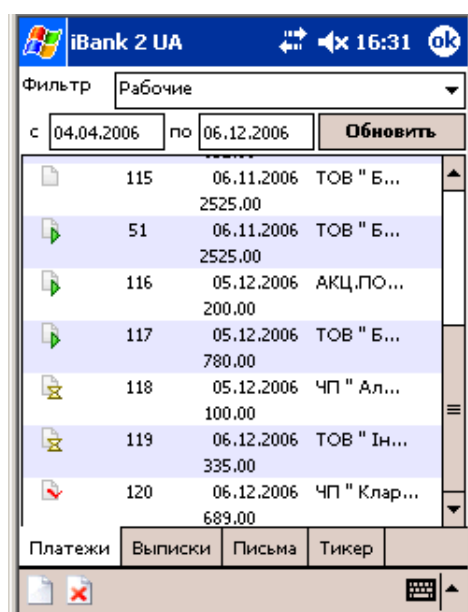 iBank 2 UA 16:31 ok
Фильтр Рабочие
с 04.04.2006 по 06.12.2006 Обновить
115 06.11.2006 ТОВ " Б...
2525.00
51 06.11.2006 ТОВ " Б...
2525.00
116 05.12.2006 АКЦ.ПО...
200.00
117 05.12.2006 ТОВ " Б...
780.00
118 05.12.2006 ЧП " Ал...
100.00
119 06.12.2006 ТОВ " Ін...
335.00
120 06.12.2006 ЧП " Клар...
689.00
Платежи Выписки Письма Тикер